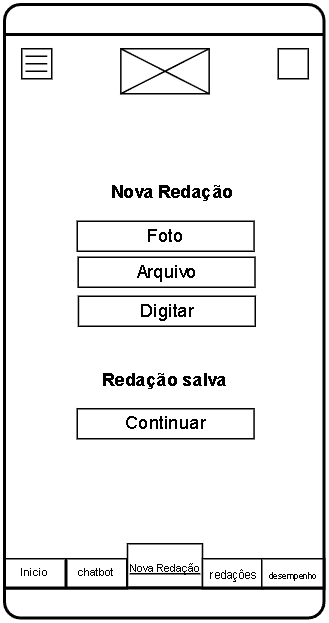 Nova Redação
Foto
Arquivo
Digitar
Redação salva
Continuar
Inicio
chatbot
Nova Redação
redações
desempenho